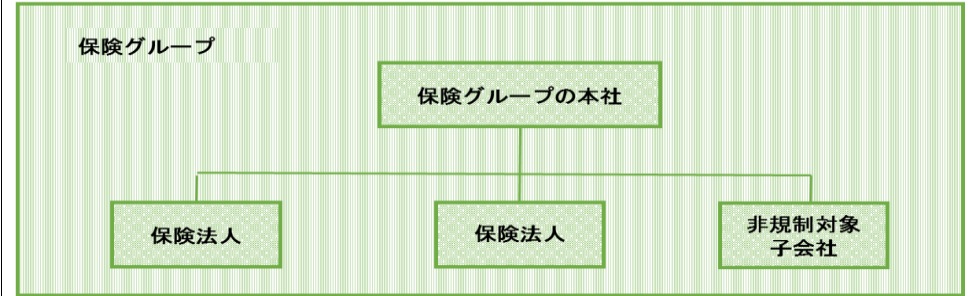 保険グループ
保険グループの本社
保険法人
保険法人
非規制対象
子会社